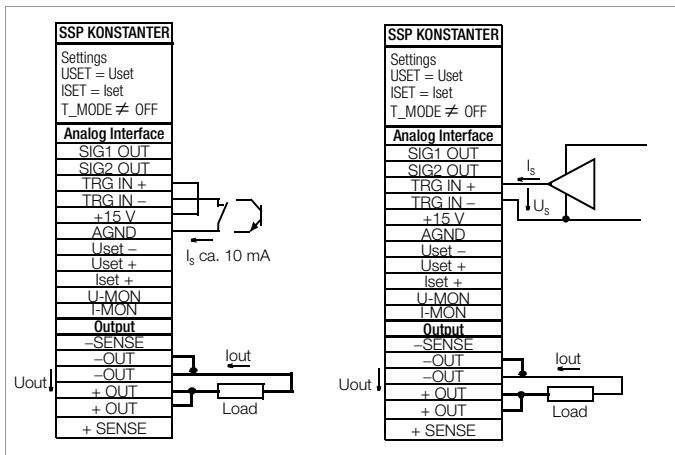 SSP KONSTANTER
Settings
USET = Uset
ISET = Iset
T_MODE ≠ OFF
Analog Interface
SIG1 OUT
SIG2 OUT
TRG IN +
TRG IN –
+15 V
AGND
Uset –
Uset +
Iset +
U-MON
I-MON
Output
–SENSE
–OUT
–OUT
+ OUT
+ OUT
+ SENSE
Is ca. 10 mA
Iout
Uout
Load
SSP KONSTANTER
Settings
USET = Uset
ISET = Iset
T_MODE ≠ OFF
Analog Interface
SIG1 OUT
SIG2 OUT
TRG IN +
TRG IN –
+15 V
AGND
Uset –
Uset +
Iset +
U-MON
I-MON
Output
–SENSE
–OUT
–OUT
+ OUT
+ OUT
+ SENSE
Is
Us
Iout
Uout
Load